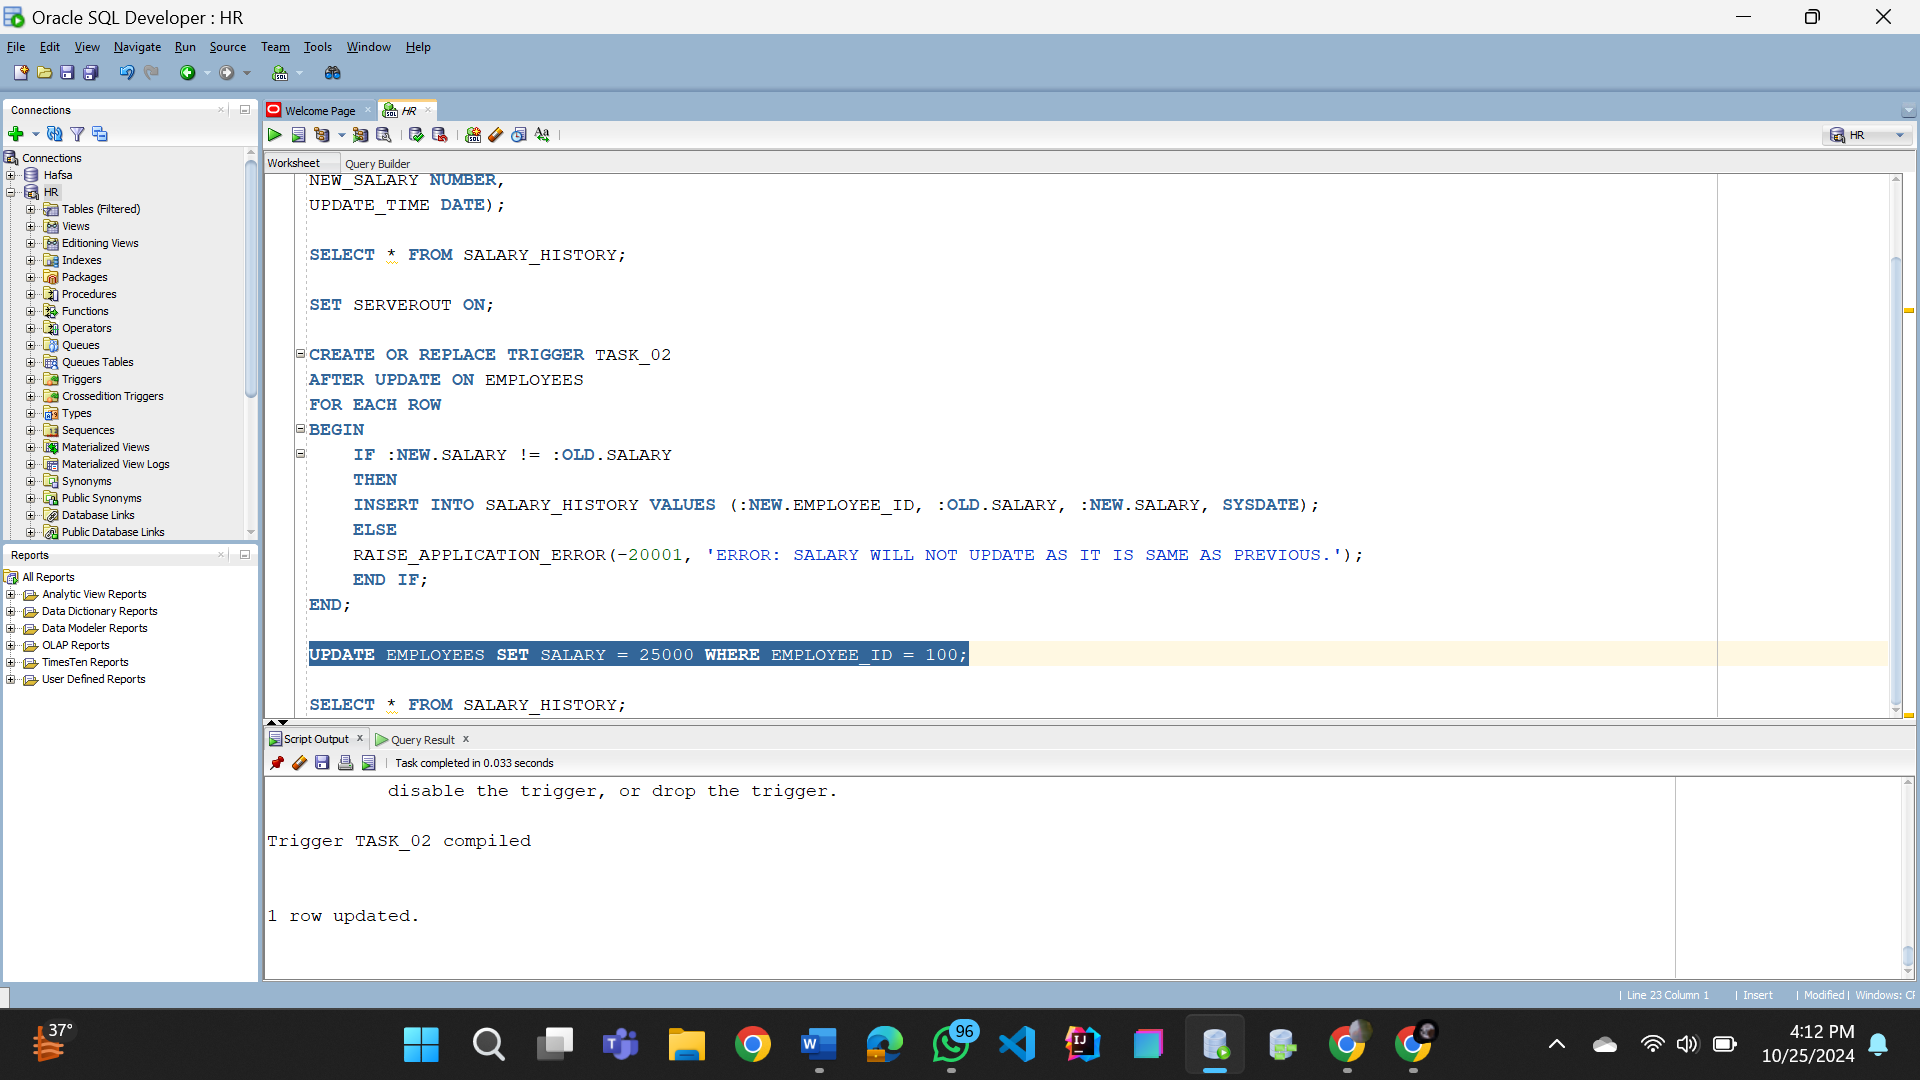 Oracle SQL Developer : HR
File Edit View Navigate Run Source Team Tools Window Help
Connections
Welcome Page
HR
HR
Worksheet
Query Builder
Connections
Hafsa
HR
Tables (Filtered)
Views
Editioning Views
Indexes
Packages
Procedures
Functions
Operators
Queues
Queues Tables
Triggers
Crossedition Triggers
Types
Sequences
Materialized Views
Materialized View Logs
Synonyms
Public Synonyms
Database Links
Public Database Links
Reports
All Reports
Analytic View Reports
Data Dictionary Reports
Data Modeler Reports
OLAP Reports
TimesTen Reports
User Defined Reports
NEW_SALARY NUMBER,
UPDATE_TIME DATE);
SELECT * FROM SALARY_HISTORY;
SET SERVEROUT ON;
CREATE OR REPLACE TRIGGER TASK_02
AFTER UPDATE ON EMPLOYEES
FOR EACH ROW
BEGIN
IF :NEW.SALARY != :OLD.SALARY
THEN
INSERT INTO SALARY_HISTORY VALUES (:NEW.EMPLOYEE_ID, :OLD.SALARY, :NEW.SALARY, SYSDATE);
ELSE
RAISE_APPLICATION_ERROR(-20001, 'ERROR: SALARY WILL NOT UPDATE AS IT IS SAME AS PREVIOUS.');
END IF;
END;
UPDATE EMPLOYEES SET SALARY = 25000 WHERE EMPLOYEE_ID = 100;
SELECT * FROM SALARY_HISTORY;
Script Output
Query Result
Task completed in 0.033 seconds
disable the trigger, or drop the trigger.
Trigger TASK_02 compiled
1 row updated.
Line 23 Column 1 | Insert | Modified | Windows: CF
37°
96
4:12 PM
10/25/2024